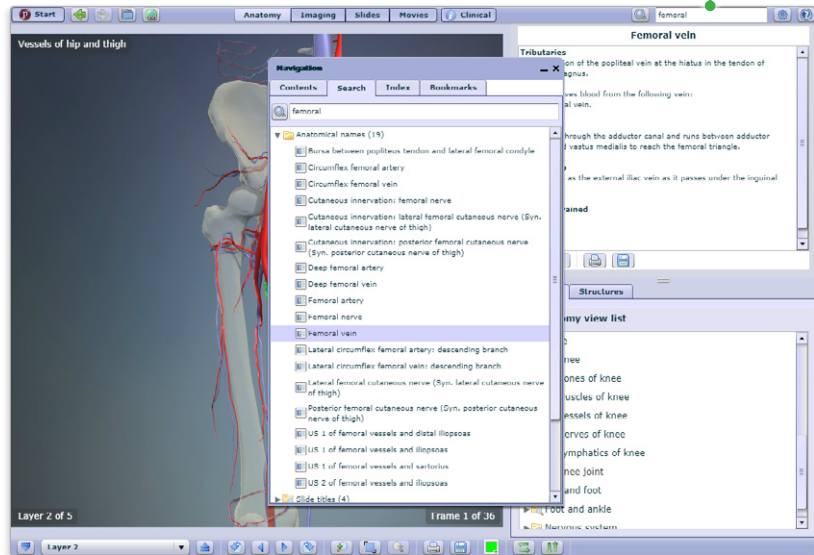 Start
Anatomy Imaging Slides Movies Clinical
femoral
Vessels of hip and thigh
Femoral vein
Tributaries
on of the popliteal vein at the hiatus in the tendon of
agnus.
ves blood from the following vein:
al vein.
hrough the adductor canal and runs between adductor
d vastus medialis to reach the femoral triangle.
as the external iliac vein as it passes under the inguinal
ained
Navigation
Contents Search Index Bookmarks
femoral
Anatomical names (19)
Bursa between popliteus tendon and lateral femoral condyle
Circumflex femoral artery
Circumflex femoral vein
Cutaneous innervation: femoral nerve
Cutaneous innervation: lateral femoral cutaneous nerve (Syn.
lateral cutaneous nerve of thigh)
Cutaneous innervation: posterior femoral cutaneous nerve
(Syn. posterior cutaneous nerve of thigh)
Deep femoral artery
Deep femoral vein
Femoral artery
Femoral nerve
Femoral vein
Lateral circumflex femoral artery: descending branch
Lateral circumflex femoral vein: descending branch
Lateral femoral cutaneous nerve (Syn. lateral cutaneous nerve
of thigh)
Posterior femoral cutaneous nerve (Syn. posterior cutaneous
nerve of thigh)
US 1 of femoral vessels and distal iliopsoas
US 1 of femoral vessels and iliopsoas
US 1 of femoral vessels and sartorius
US 2 of femoral vessels and iliopsoas
Slide titles (4)
Structures
omy view list
nee
ones of knee
uscles of knee
essels of knee
erves of knee
ymphatics of knee
nee joint
and foot
Foot and ankle
Nervous system
Layer 2 of 5
Frame 1 of 36
Layer 2